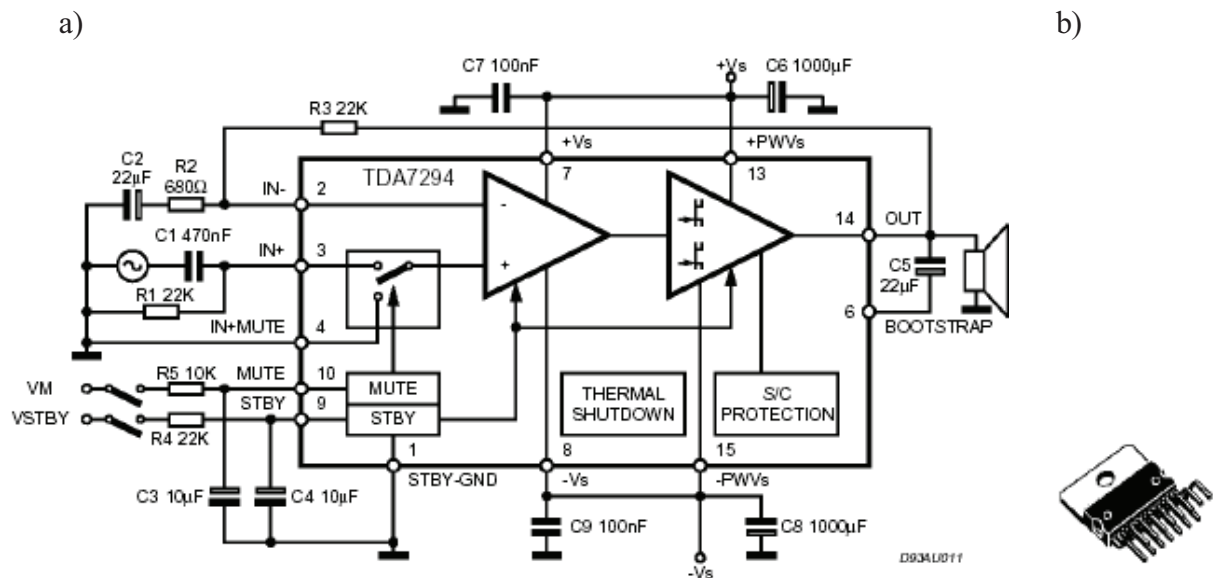 a)
b)
C7 100nF
+Vs
C6 1000µF
R3 22K
+Vs
+PWVs
C2
22µF
R2
680Ω
TDA7294
7
13
IN-
2
-
14
OUT
C1 470nF
IN+
3
+
C5
22µF
R1 22K
IN+MUTE
4
6
BOOTSTRAP
VM
R5 10K
MUTE
10
MUTE
THERMAL
SHUTDOWN
S/C
PROTECTION
VSTBY
STBY
9
STBY
R4 22K
1
8
15
STBY-GND
-Vs
-PWVs
C3 10µF
C4 10µF
C9 100nF
C8 1000µF
-Vs
D93AU011